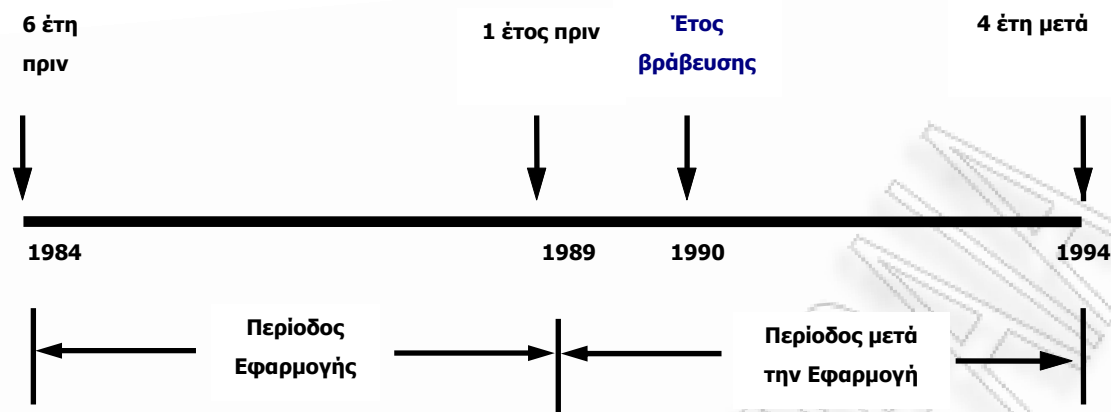 6 έτη
πριν
1 έτος πριν
Έτος
βράβευσης
4 έτη μετά
1984
1989
1990
1994
Περίοδος
Εφαρμογής
Περίοδος μετά
την Εφαρμογή